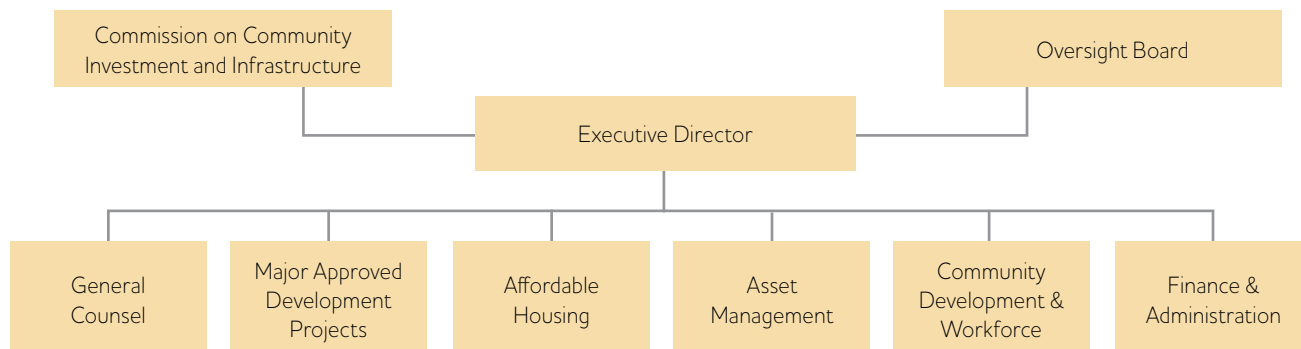 Commission on Community
Investment and Infrastructure
Oversight Board
Executive Director
General
Counsel
Major Approved
Development
Projects
Affordable
Housing
Asset
Management
Community
Development &
Workforce
Finance &
Administration